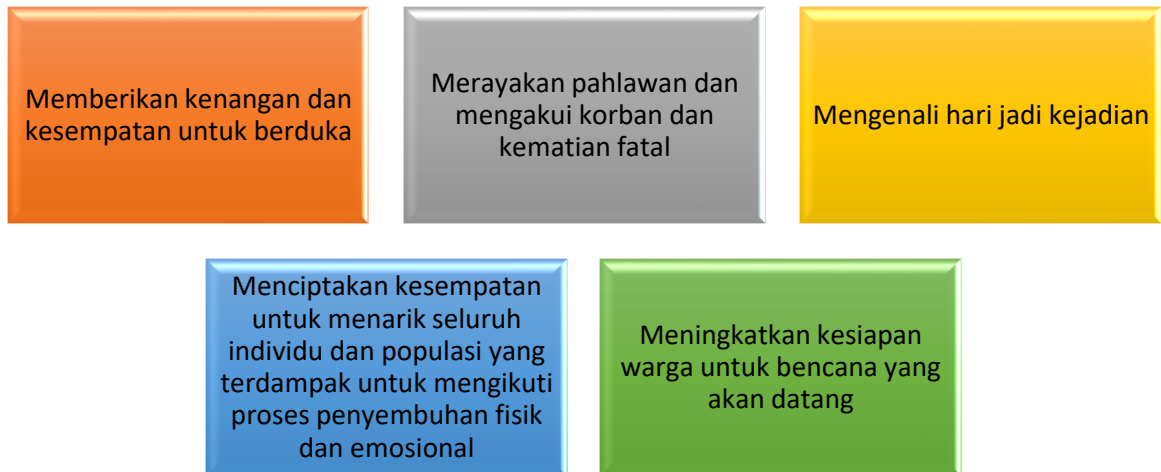 Memberikan kenangan dan
kesempatan untuk berduka
Merayakan pahlawan dan
mengakui korban dan
kematian fatal
Mengenali hari jadi kejadian
Menciptakan kesempatan
untuk menarik seluruh
individu dan populasi yang
terdampak untuk mengikuti
proses penyembuhan fisik
dan emosional
Meningkatkan kesiapan
warga untuk bencana yang
akan datang